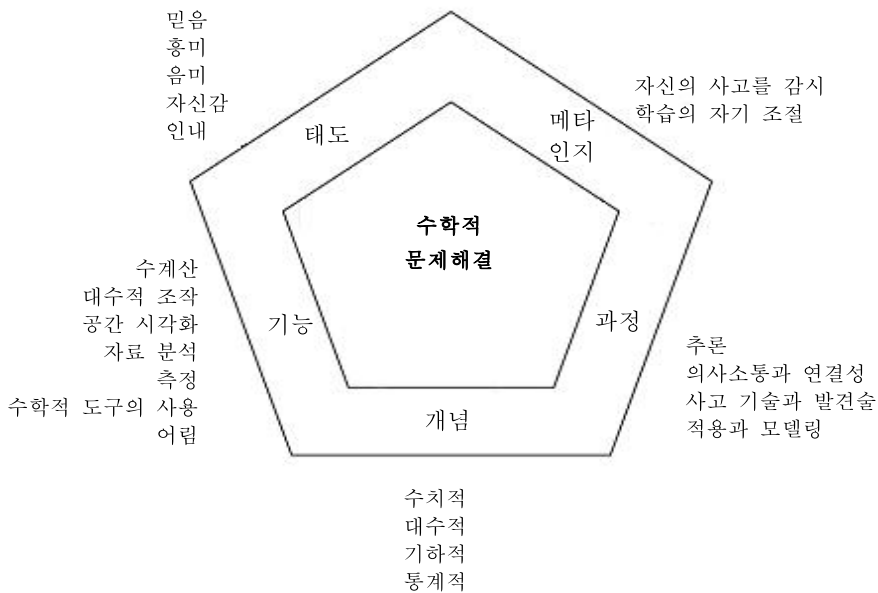 믿음
흥미
음미
자신감
인내
자신의 사고를 감시
학습의 자기 조절
태도
메타
인지
수학적
문제해결
수계산
대수적 조작
공간 시각화
자료 분석
측정
수학적 도구의 사용
어림
기능
과정
추론
의사소통과 연결성
사고 기술과 발견술
적용과 모델링
개념
수치적
대수적
기하적
통계적